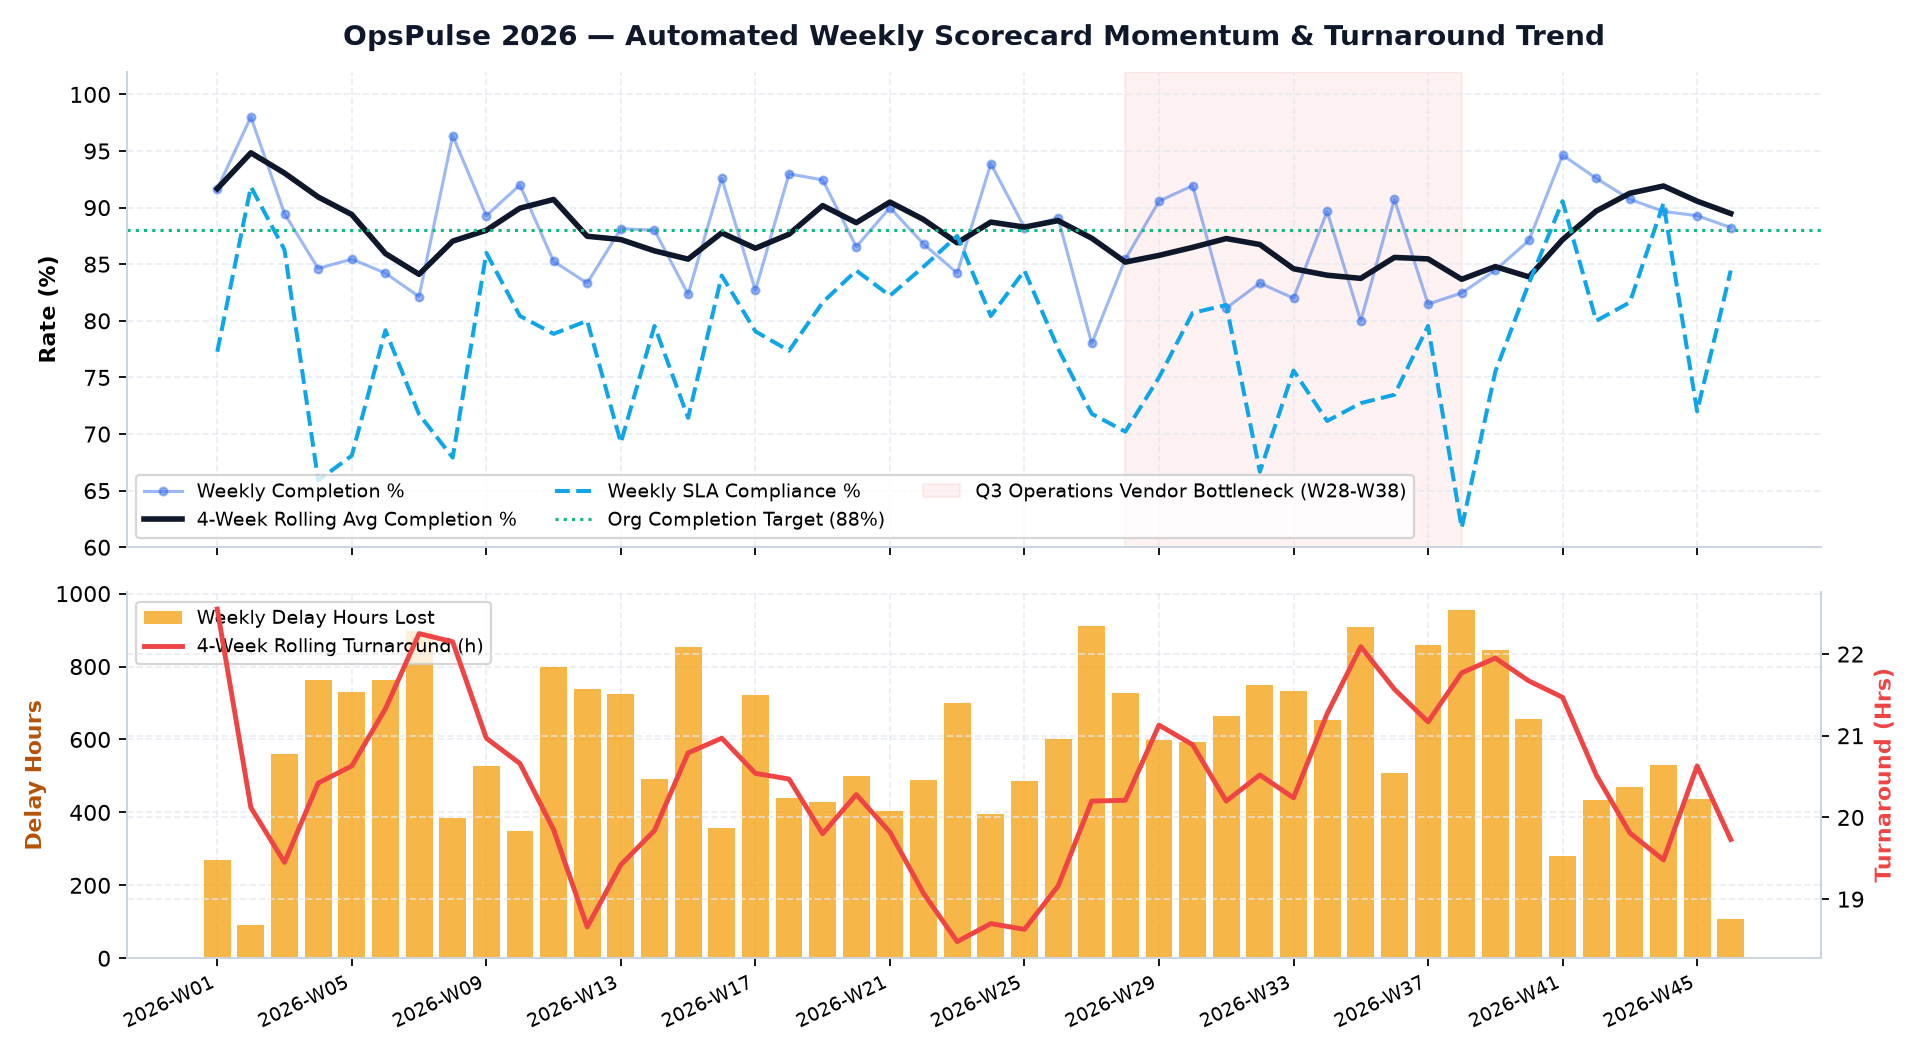 OpsPulse 2026 — Automated Weekly Scorecard Momentum & Turnaround Trend
Rate (%)
100
95
90
85
80
75
70
65
60
Weekly Completion %
4-Week Rolling Avg Completion %
Weekly SLA Compliance %
Org Completion Target (88%)
Q3 Operations Vendor Bottleneck (W28-W38)
Delay Hours
1000
800
600
400
200
0
Weekly Delay Hours Lost
4-Week Rolling Turnaround (h)
22
21
20
19
Turnaround (Hrs)
2026-W01
2026-W05
2026-W09
2026-W13
2026-W17
2026-W21
2026-W25
2026-W29
2026-W33
2026-W37
2026-W41
2026-W45